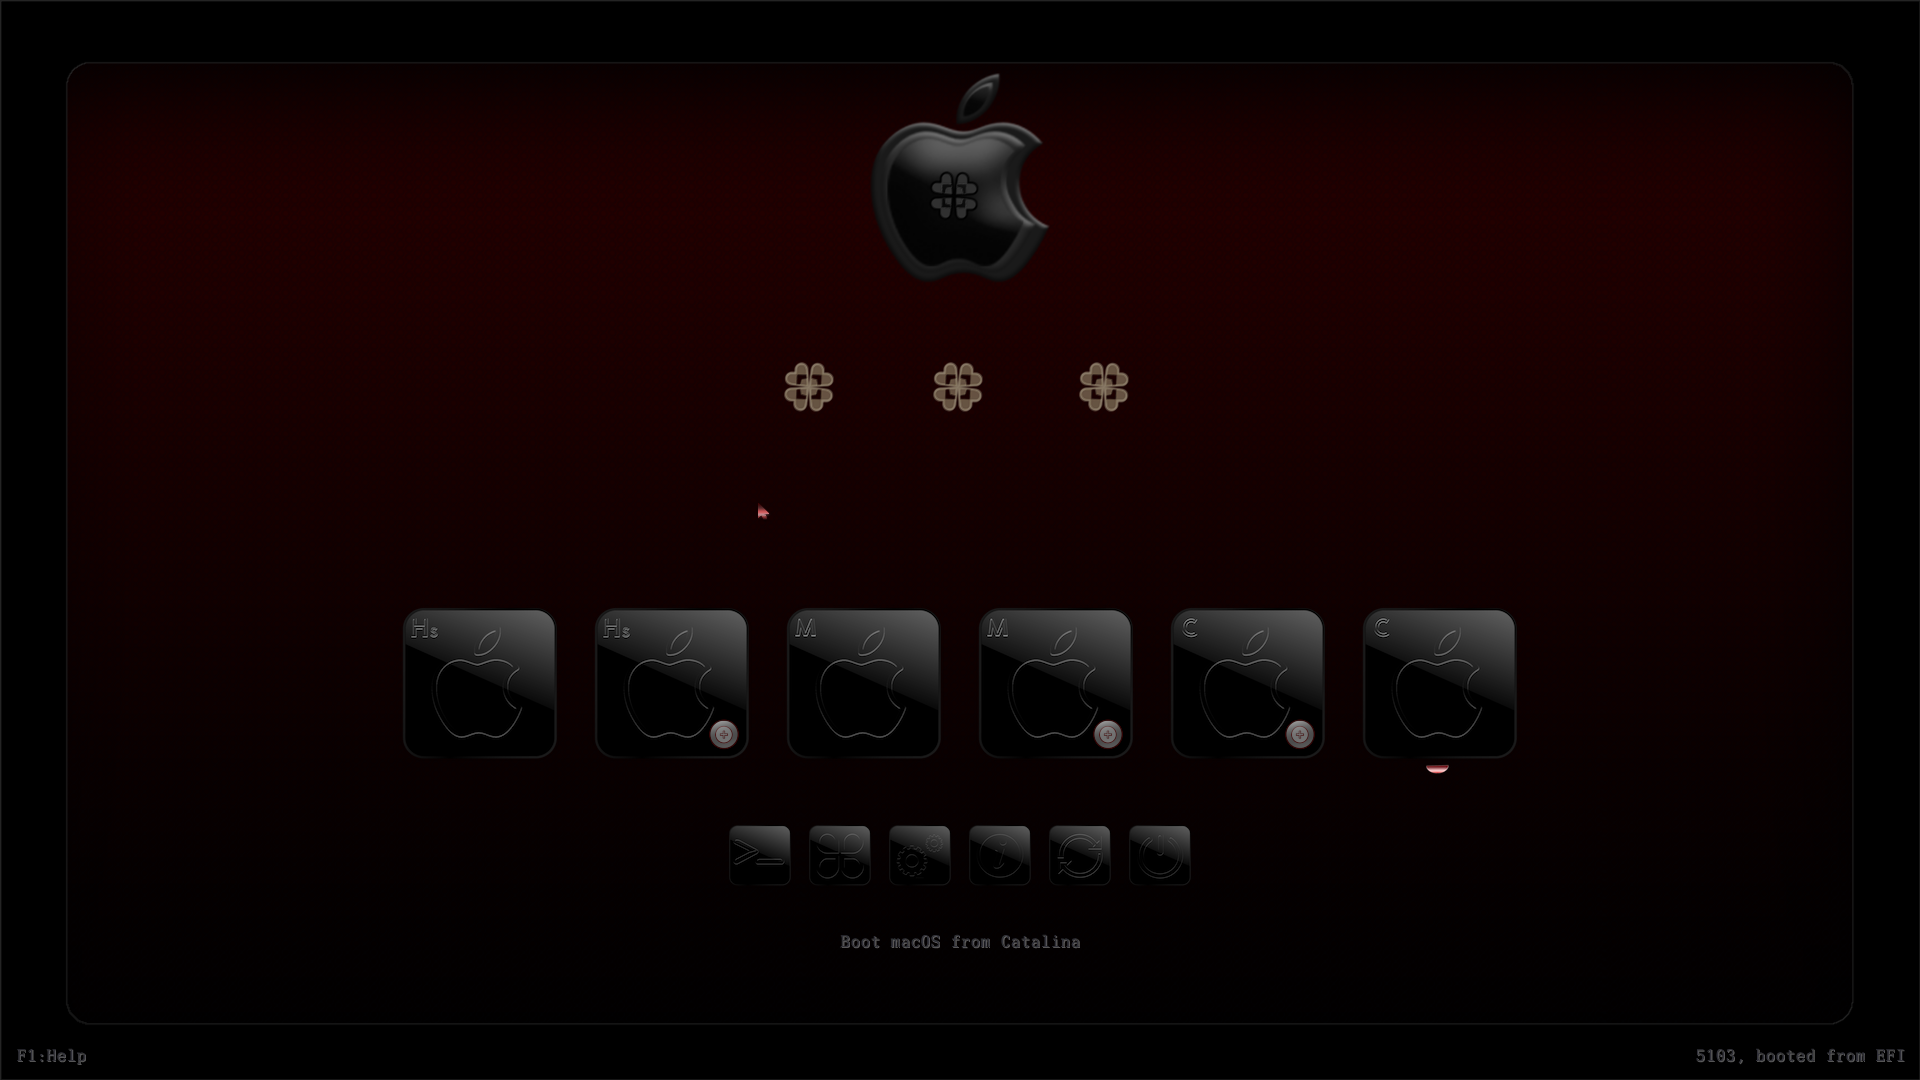 Hs
Hs
M
M
C
C
Boot macOS from Catalina
F1:Help
5103, booted from EFI